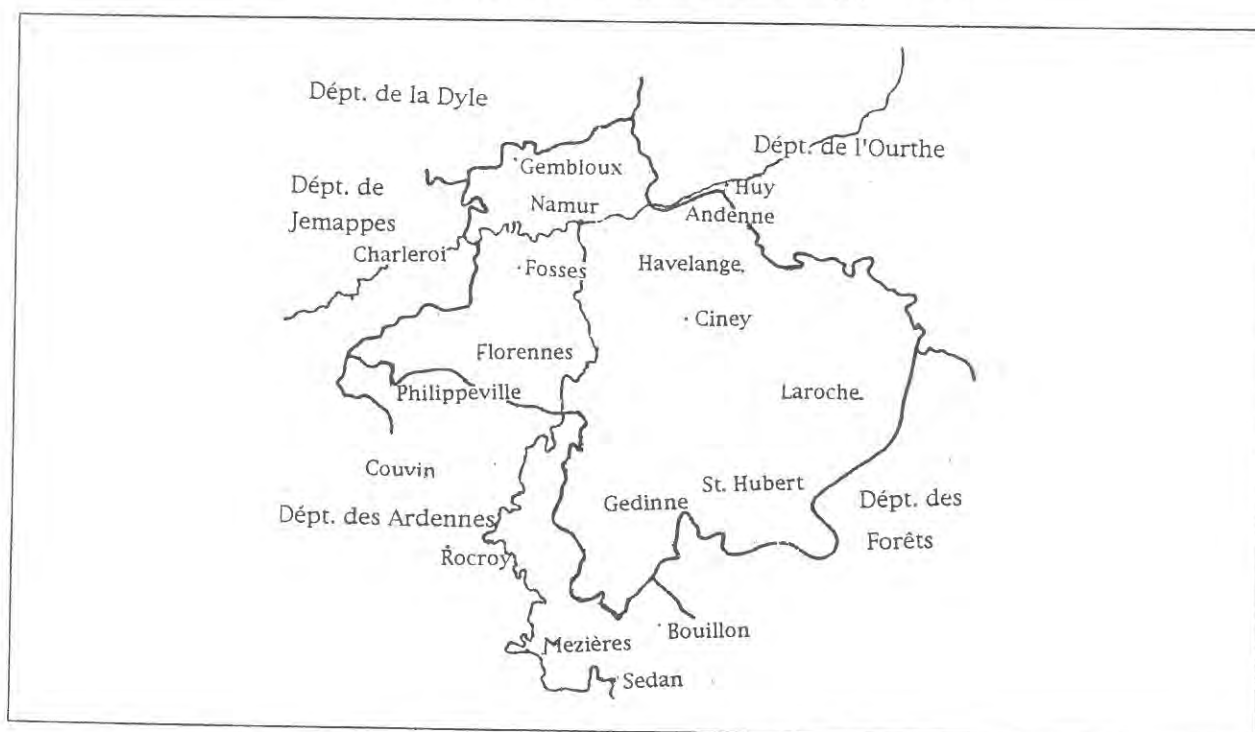 Dépt. de la Dyle
Dépt. de l'Ourthe
Gembloux
Dépt. de
Jemappes
Huy
Namur
Andenne
Charleroi
Fosses
Havelange
Ciney
Florennes
Philippeville
Laroche
Couvin
St. Hubert
Gedinne
Dépt. des
Forêts
Dépt. des Ardennes
Rocroy
Bouillon
Mezières
Sedan